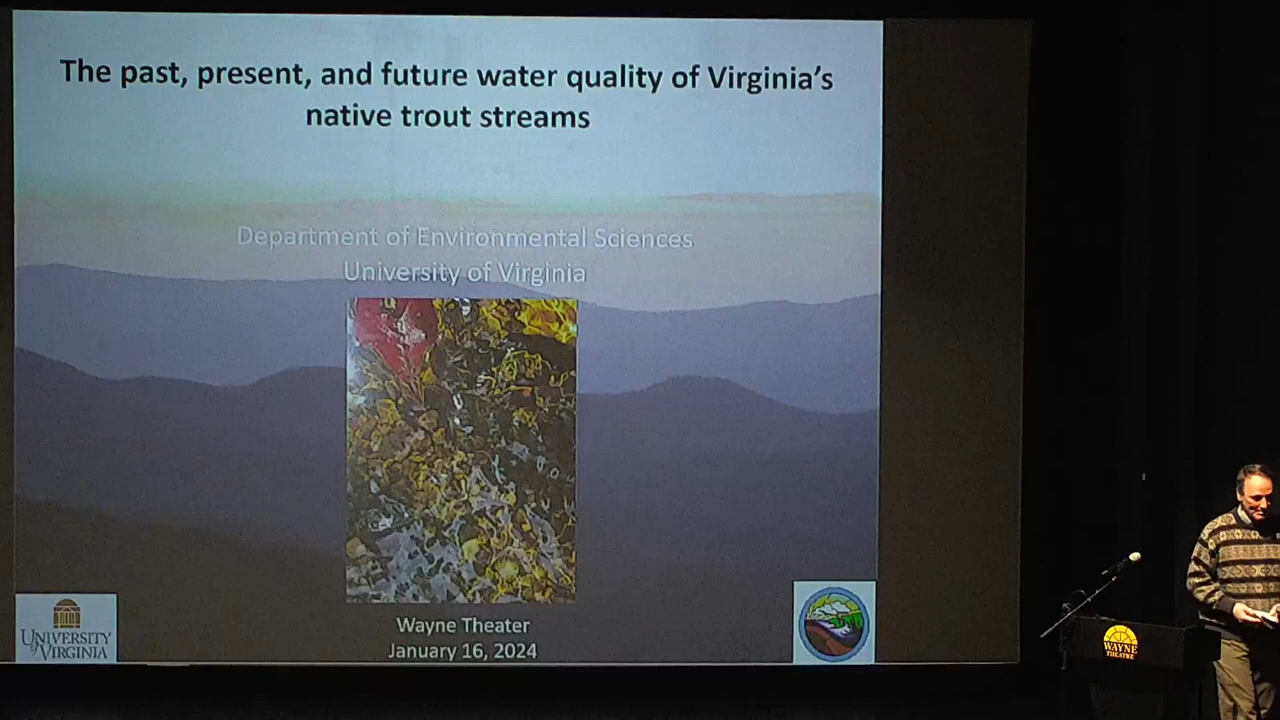 The past, present, and future water quality of Virginia's
native trout streams
Department of Environmental Sciences
University of Virginia
Wayne Theater
January 16, 2024
UNIVERSITY
of VIRGINIA
WAYNE
THEATRE